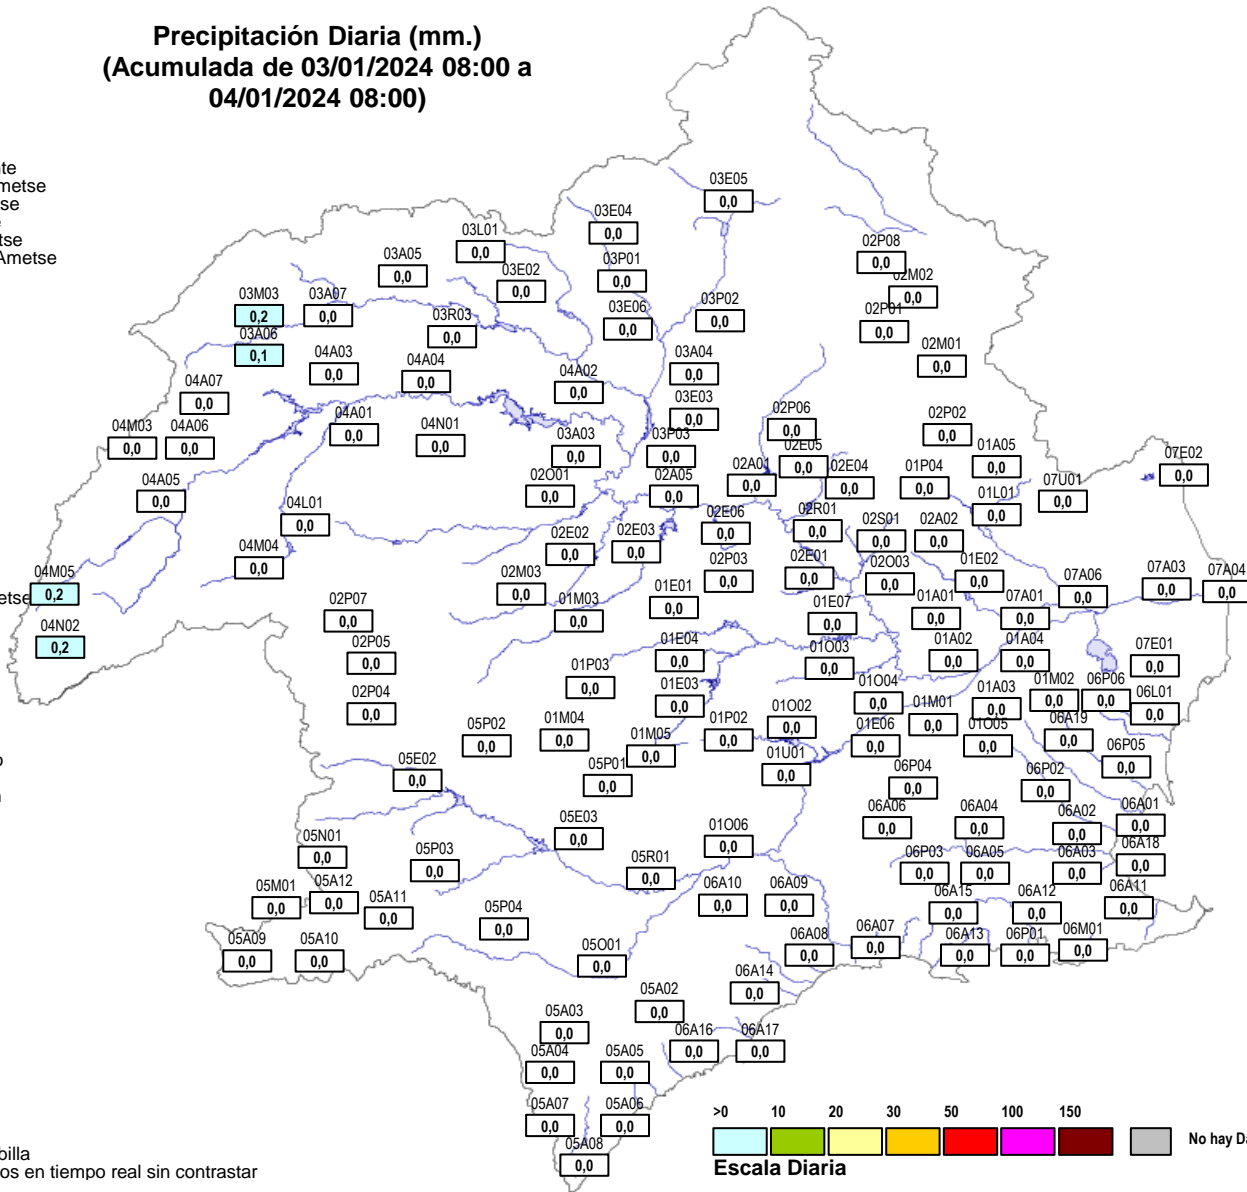 Precipitación Diaria (mm.)
(Acumulada de 03/01/2024 08:00 a
04/01/2024 08:00)
03E05
0,0
03E04
0,0
03L01
0,0
03A05
0,0
03E02
0,0
03P01
0,0
02P08
0,0
02M02
0,0
03M03
0,2
03A07
0,0
03R03
0,0
03E06
0,0
03P02
0,0
02P01
0,0
03A06
0,1
04A03
0,0
04A04
0,0
04A02
0,0
03A04
0,0
02M01
0,0
04A07
0,0
03E03
0,0
04M03
0,0
04A06
0,0
04A01
0,0
04N01
0,0
03A03
0,0
03P03
0,0
02P06
0,0
02P02
0,0
02E05
0,0
01A05
0,0
07E02
0,0
04A05
0,0
02O01
0,0
02A05
0,0
02A01
0,0
02E04
0,0
01P04
0,0
07U01
0,0
01L01
0,0
04L01
0,0
02E06
0,0
02R01
0,0
02S01
0,0
02A02
0,0
04M04
0,0
02E02
0,0
02E03
0,0
04M05
0,2
02M03
0,0
02P03
0,0
02E01
0,0
02O03
0,0
01E02
0,0
07A06
0,0
07A03
0,0
07A04
0,0
04N02
0,2
02P07
0,0
01M03
0,0
01E01
0,0
01E07
0,0
01A01
0,0
07A01
0,0
02P05
0,0
01E04
0,0
01O03
0,0
01A02
0,0
01A04
0,0
07E01
0,0
02P04
0,0
01P03
0,0
01E03
0,0
01O04
0,0
01M01
0,0
01A03
0,0
01M02
0,0
06P06
0,0
06L01
0,0
05P02
0,0
01M04
0,0
01M05
0,0
01P02
0,0
01O02
0,0
01E06
0,0
01O05
0,0
06A19
0,0
05E02
0,0
05P01
0,0
01U01
0,0
06P04
0,0
06P02
0,0
06P05
0,0
05E03
0,0
01O06
0,0
06A06
0,0
06A04
0,0
06A02
0,0
06A01
0,0
05N01
0,0
05P03
0,0
05R01
0,0
06P03
0,0
06A05
0,0
06A03
0,0
06A18
0,0
05M01
0,0
05A12
0,0
05A11
0,0
06A10
0,0
06A09
0,0
06A15
0,0
06A12
0,0
06A11
0,0
05P04
0,0
05A09
0,0
05A10
0,0
05O01
0,0
06A08
0,0
06A07
0,0
06A13
0,0
06P01
0,0
06M01
0,0
05A02
0,0
06A14
0,0
05A03
0,0
06A16
0,0
06A17
0,0
05A04
0,0
05A05
0,0
05A07
0,0
05A06
0,0
05A08
0,0
>0 10 20 30 50 100 150
No hay
Escala Diaria
en tiempo real sin contrastar